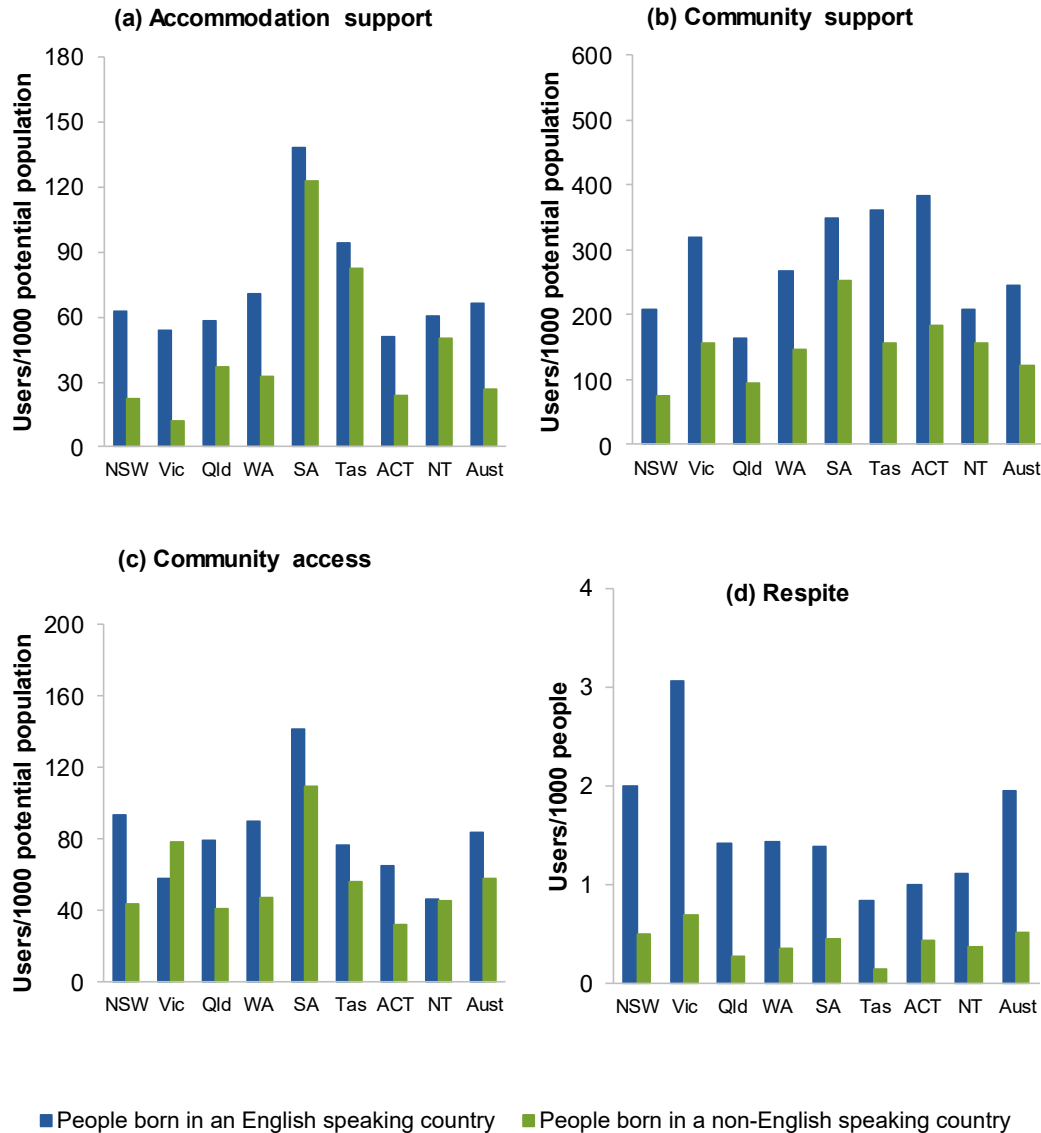 (a) Accommodation support
Users/1000 potential population
180
150
120
90
60
30
0
NSW Vic Qld WA SA Tas ACT NT Aust
(b) Community support
Users/1000 potential population
600
500
400
300
200
100
0
NSW Vic Qld WA SA Tas ACT NT Aust
(c) Community access
Users/1000 potential population
200
160
120
80
40
0
NSW Vic Qld WA SA Tas ACT NT Aust
(d) Respite
Users/1000 people
4
3
2
1
0
NSW Vic Qld WA SA Tas ACT NT Aust
People born in an English speaking country People born in a non-English speaking country